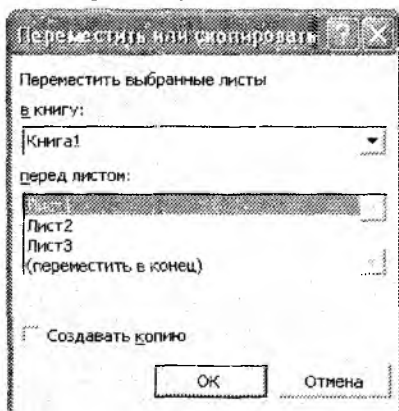 Переместить или скопировать
Переместить выбранные листы
в книгу:
Книга1
перед листом:
Лист1
Лист2
Лист3
(переместить в конец)
Создавать копию
ОК
Отмена